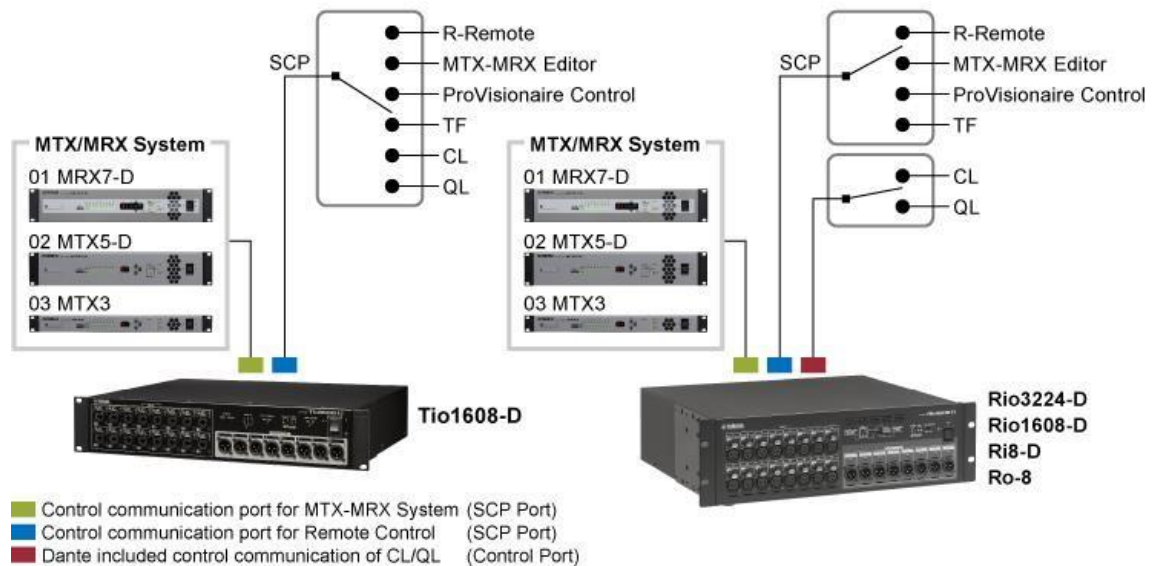 R-Remote
SCP
MTX-MRX Editor
ProVisionaire Control
TF
CL
QL
MTX/MRX System
01 MRX7-D
02 MTX5-D
03 MTX3
Tio1608-D
R-Remote
SCP
MTX-MRX Editor
ProVisionaire Control
TF
CL
QL
MTX/MRX System
01 MRX7-D
02 MTX5-D
03 MTX3
Rio3224-D
Rio1608-D
Ri8-D
Ro-8
Control communication port for MTX-MRX System (SCP Port)
Control communication port for Remote Control (SCP Port)
Dante included control communication of CL/QL (Control Port)